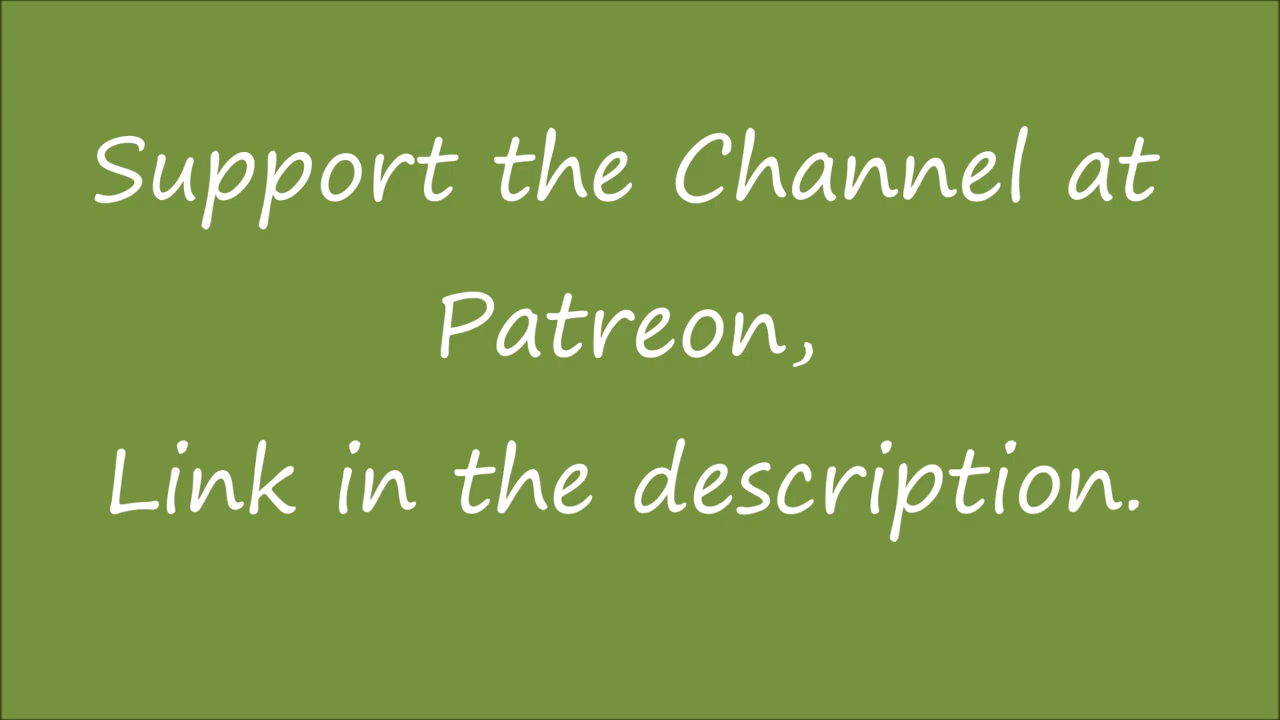 Support the Channel at
Patreon,
Link in the description.